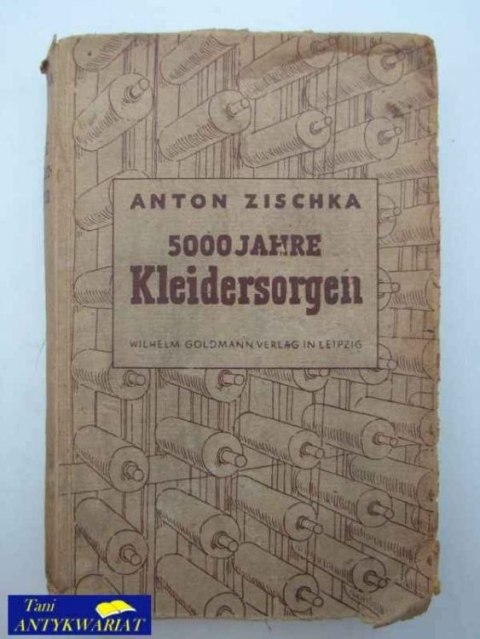 ANTON ZISCHKA
5000 JAHRE
Kleidersorgen
WILHELM GOLDMANN VERLAG IN LEIPZIG
Tani
ANTYKWARIAT